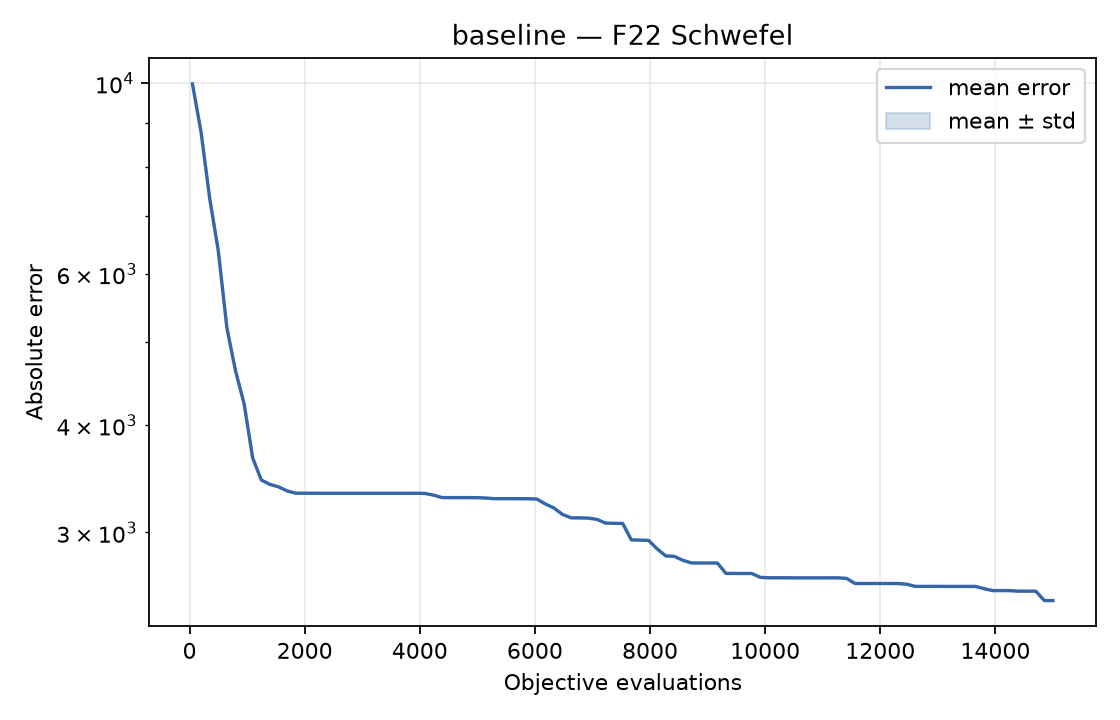 baseline — F22 Schwefel
mean error
mean ± std
Absolute error
10⁴
6 × 10³
4 × 10³
3 × 10³
0 2000 4000 6000 8000 10000 12000 14000
Objective evaluations